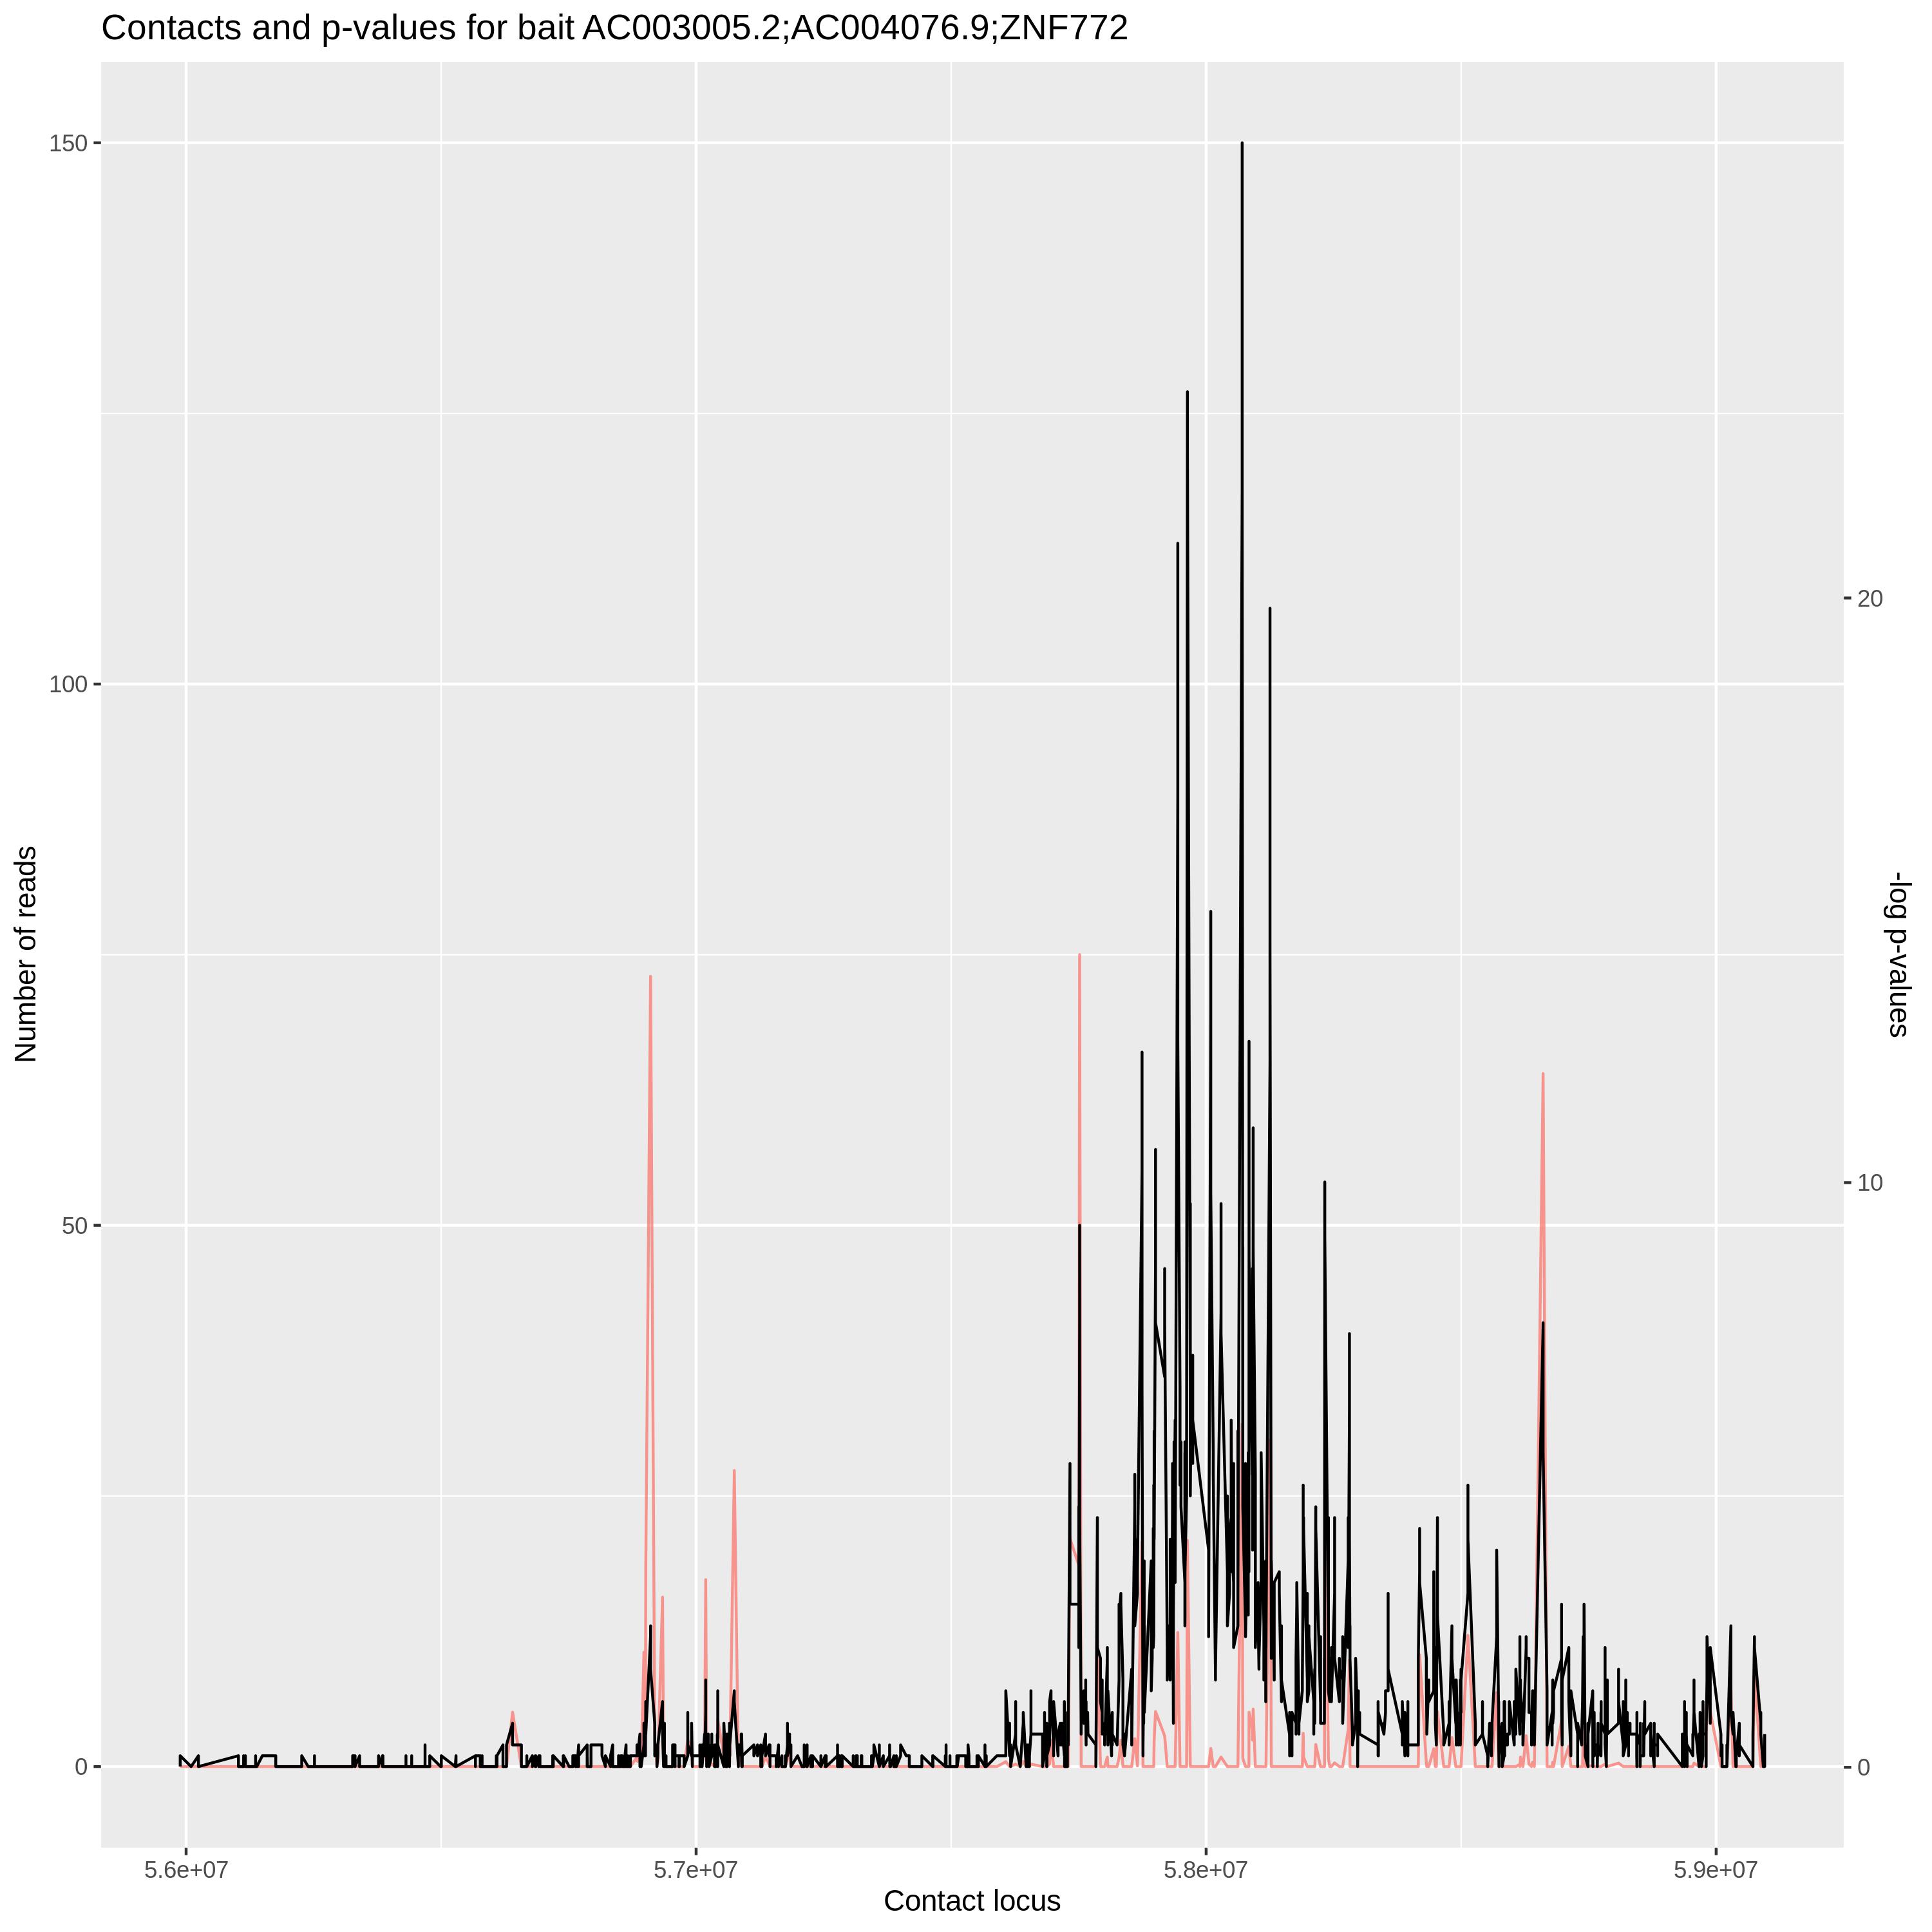 Contacts and p-values for bait AC003005.2;AC004076.9;ZNF772
150
100
50
0
Number of reads
20
10
0
-log p-values
5.6e+07
5.7e+07
5.8e+07
5.9e+07
Contact locus